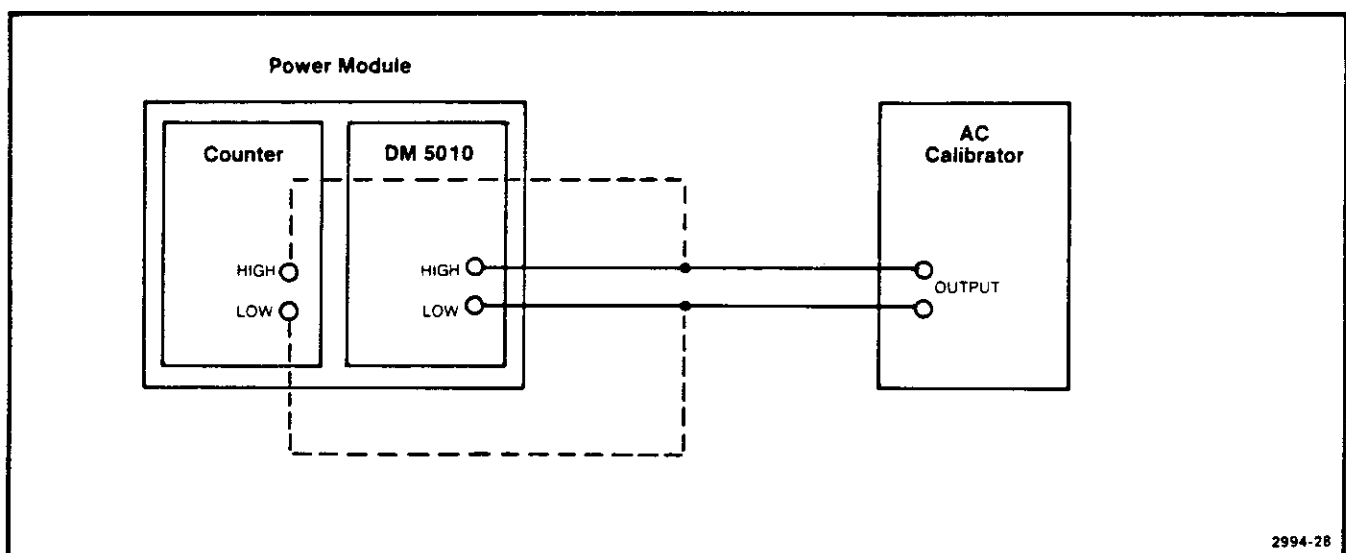 Power Module
Counter
DM 5010
AC
Calibrator
HIGH
HIGH
OUTPUT
LOW
LOW
2994-28